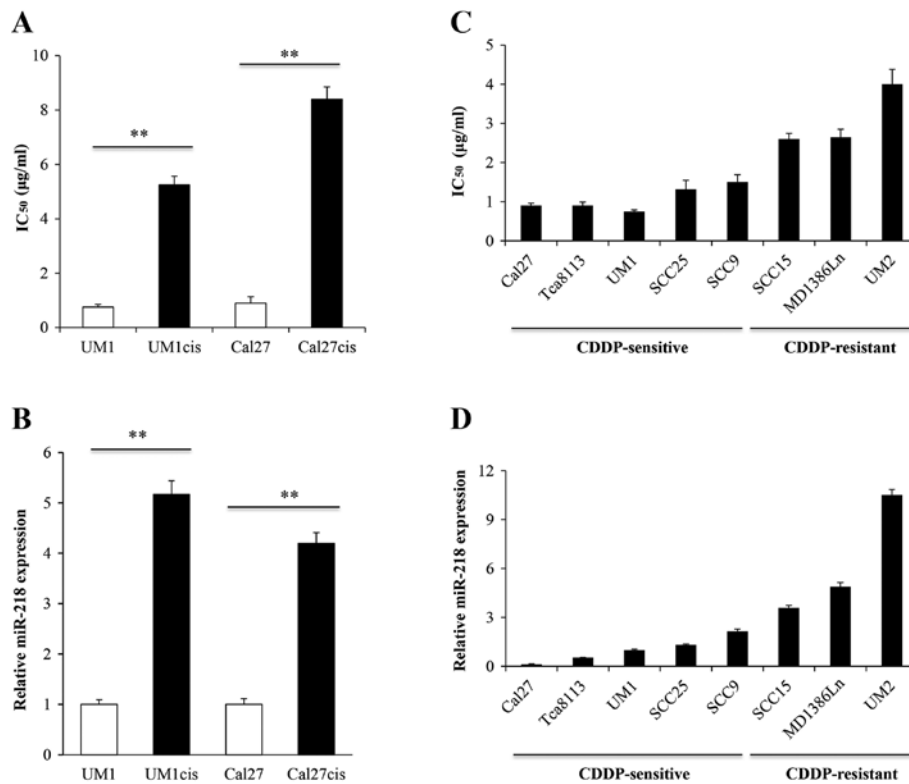 A
IC50 (µg/ml)
10
8
6
4
2
0
**
**
UM1 UM1cis Cal27 Cal27cis
C
IC50 (µg/ml)
5
4
3
2
1
0
Cal27 Tca8113 UM1 SCC25 SCC9 SCC15 MD1386Ln UM2
CDDP-sensitive CDDP-resistant
B
Relative miR-218 expression
6
5
4
3
2
1
0
**
**
UM1 UM1cis Cal27 Cal27cis
D
Relative miR-218 expression
12
9
6
3
0
Cal27 Tca8113 UM1 SCC25 SCC9 SCC15 MD1386Ln UM2
CDDP-sensitive CDDP-resistant